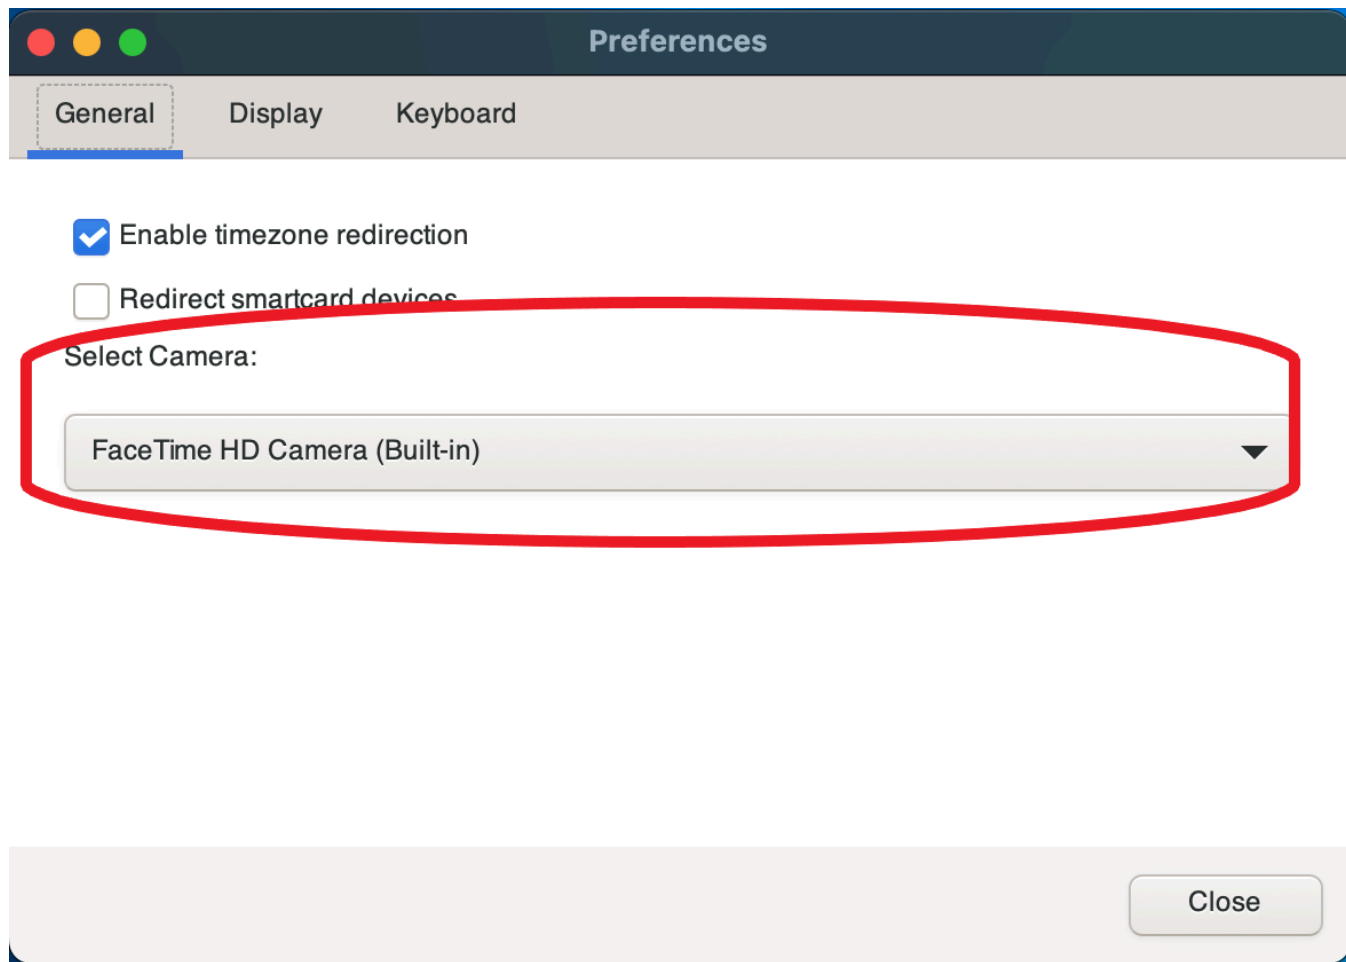 Preferences
General Display Keyboard
Enable timezone redirection
Redirect smartcard devices
Select Camera:
FaceTime HD Camera (Built-in)
Close